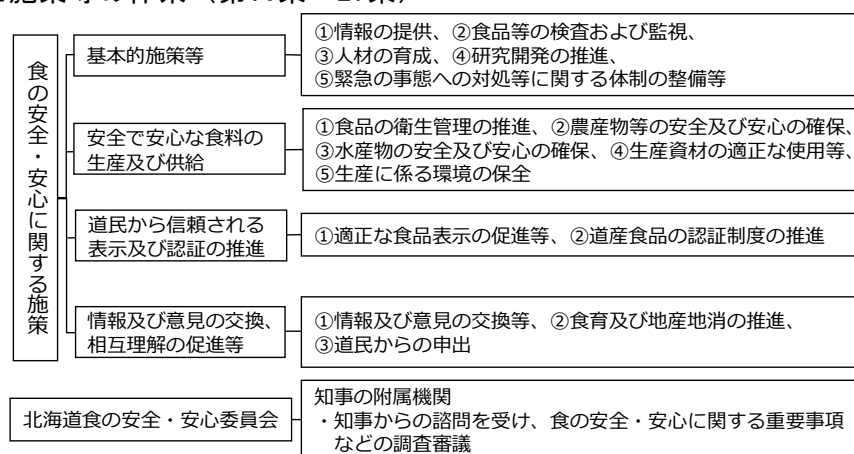 食の安全・安心に関する施策
基本的施策等
①情報の提供、②食品等の検査および監視、
③人材の育成、④研究開発の推進、
⑤緊急の事態への対処等に関する体制の整備等
安全で安心な食料の
生産及び供給
①食品の衛生管理の推進、②農産物等の安全及び安心の確保、
③水産物の安全及び安心の確保、④生産資材の適正な使用等、
⑤生産に係る環境の保全
道民から信頼される
表示及び認証の推進
①適正な食品表示の促進等、②道産食品の認証制度の推進
情報及び意見の交換、
相互理解の促進等
①情報及び意見の交換等、②食育及び地産地消の推進、
③道民からの申出
北海道食の安全・安心委員会
知事の附属機関
・知事からの諮問を受け、食の安全・安心に関する重要事項
などの調査審議